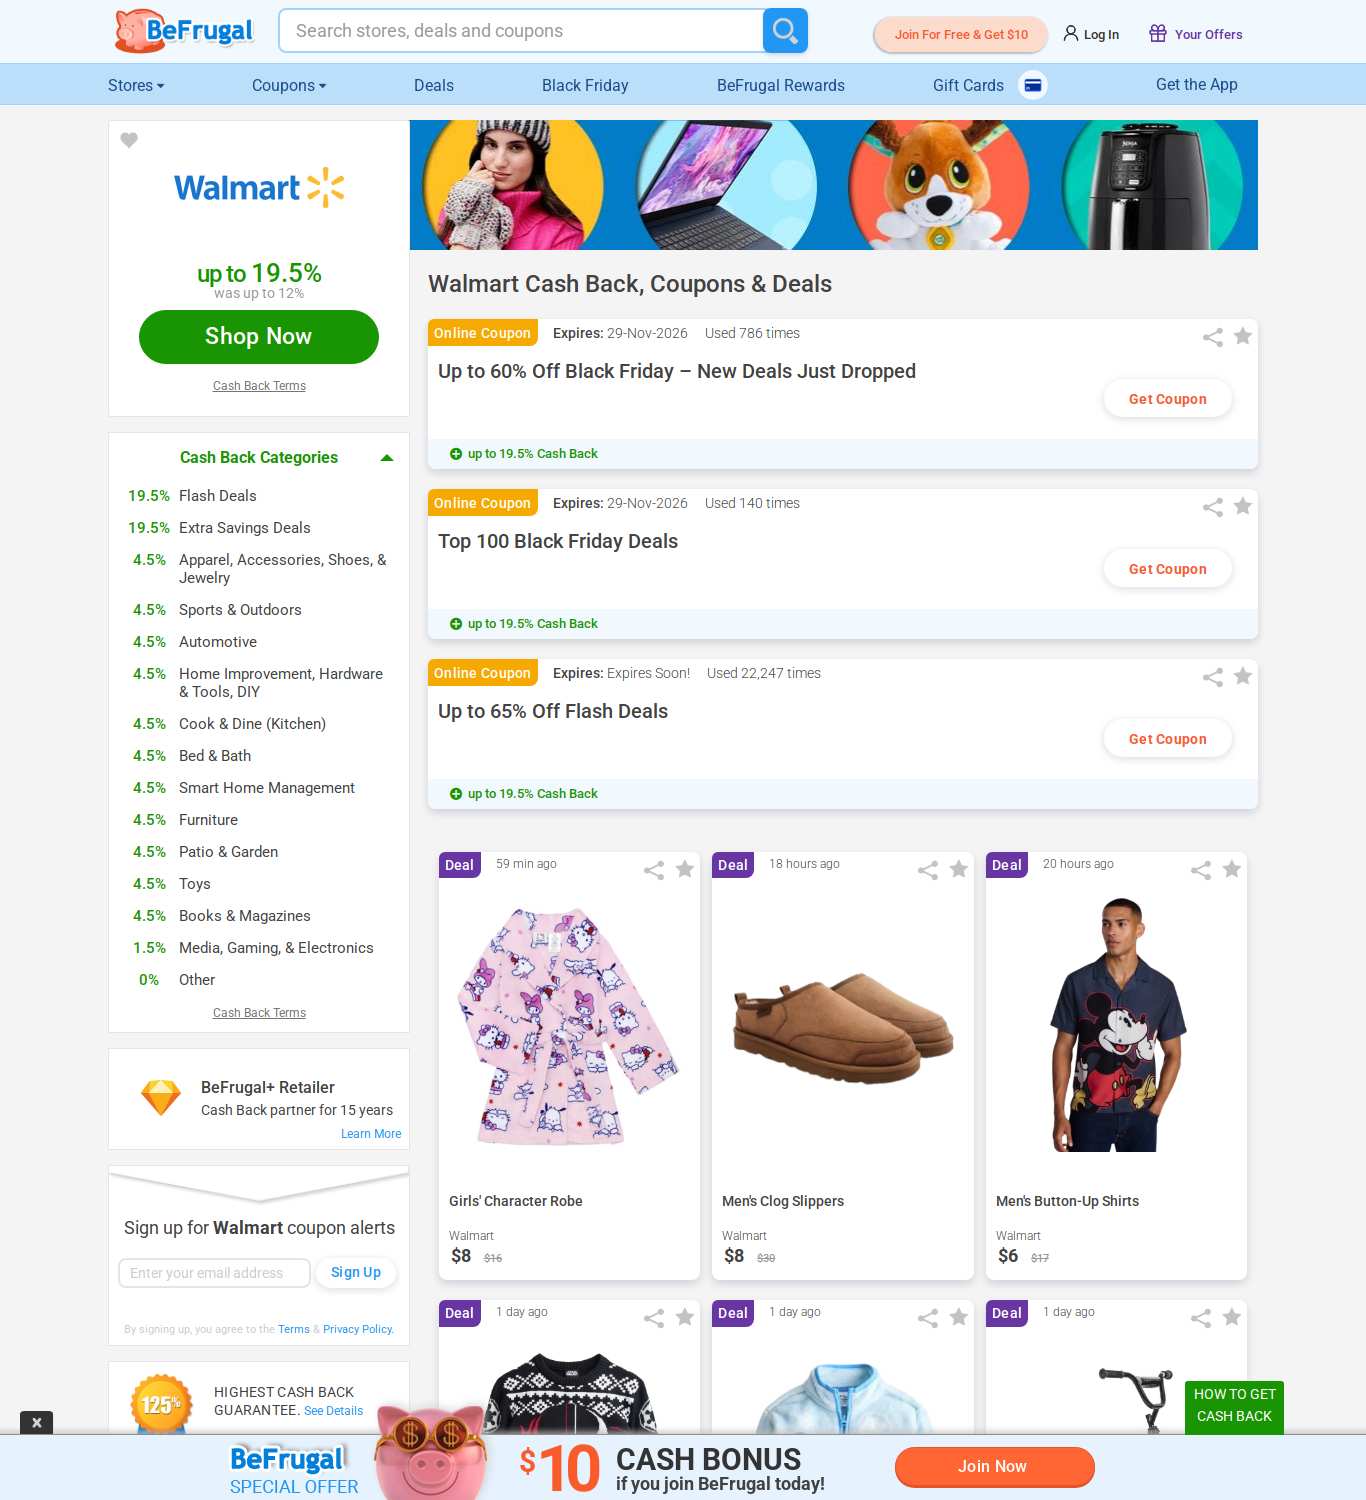 BeFrugal
Search stores, deals and coupons
Join For Free & Get $10
Log In
Your Offers
Stores
Coupons
Deals
Black Friday
BeFrugal Rewards
Gift Cards
Get the App
Walmart
up to 19.5%
was up to 12%
Shop Now
Cash Back Terms
Cash Back Categories
19.5% Flash Deals
19.5% Extra Savings Deals
4.5% Apparel, Accessories, Shoes, &
Jewelry
4.5% Sports & Outdoors
4.5% Automotive
4.5% Home Improvement, Hardware
& Tools, DIY
4.5% Cook & Dine (Kitchen)
4.5% Bed & Bath
4.5% Smart Home Management
4.5% Furniture
4.5% Patio & Garden
4.5% Toys
4.5% Books & Magazines
1.5% Media, Gaming, & Electronics
0% Other
Cash Back Terms
BeFrugal+ Retailer
Cash Back partner for 15 years
Learn More
Sign up for Walmart coupon alerts
Enter your email address
Sign Up
By signing up, you agree to the Terms & Privacy Policy.
125%
HIGHEST CASH BACK
GUARANTEE. See Details
NINJA
Walmart Cash Back, Coupons & Deals
Online Coupon Expires: 29-Nov-2026 Used 786 times
Up to 60% Off Black Friday – New Deals Just Dropped
Get Coupon
up to 19.5% Cash Back
Online Coupon Expires: 29-Nov-2026 Used 140 times
Top 100 Black Friday Deals
Get Coupon
up to 19.5% Cash Back
Online Coupon Expires: Expires Soon! Used 22,247 times
Up to 65% Off Flash Deals
Get Coupon
up to 19.5% Cash Back
Deal 59 min ago
Girls' Character Robe
Walmart
$8 $16
Deal 18 hours ago
Men's Clog Slippers
Walmart
$8 $30
Deal 20 hours ago
Men's Button-Up Shirts
Walmart
$6 $17
Deal 1 day ago
Deal 1 day ago
Deal 1 day ago
HOW TO GET
CASH BACK
x
BeFrugal
SPECIAL OFFER
$10
CASH BONUS
if you join BeFrugal today!
Join Now